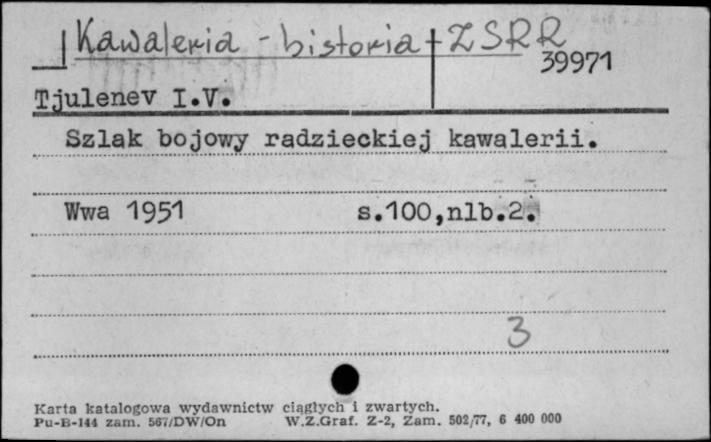 Kawaleria - historia + ZSRR
39971
Tjulenev I.V.
Szlak bojowy radzieckiej kawalerii.
Wwa 1951 s.100,nlb.2.
3
Karta katalogowa wydawnictw ciągłych i zwartych.
Pu-B-144 zam. 567/DW/On W.Z.Graf. Z-2, Zam. 502/77, 6 400 000